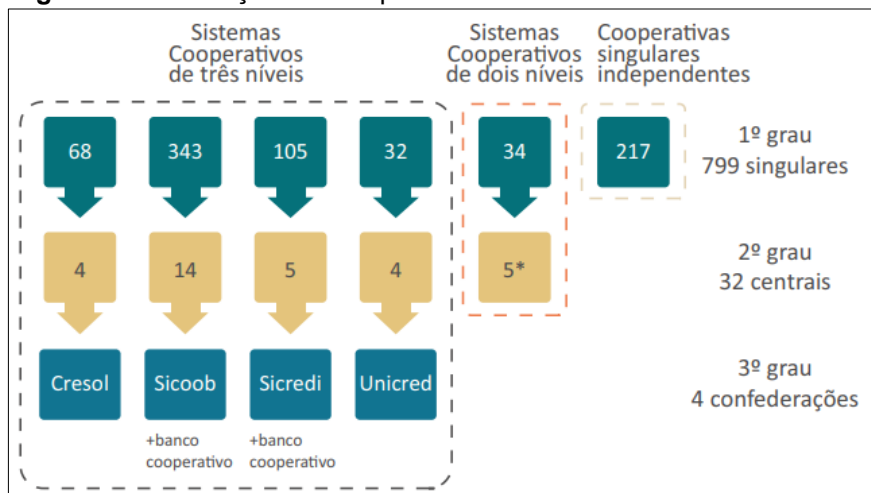 Sistemas
Cooperativos
de três níveis
Sistemas
Cooperativos
de dois níveis
Cooperativas
singulares
independentes
68
343
105
32
34
217
1º grau
799 singulares
4
14
5
4
5*
2º grau
32 centrais
Cresol
Sicoob
Sicredi
Unicred
3º grau
4 confederações
+banco
cooperativo
+banco
cooperativo